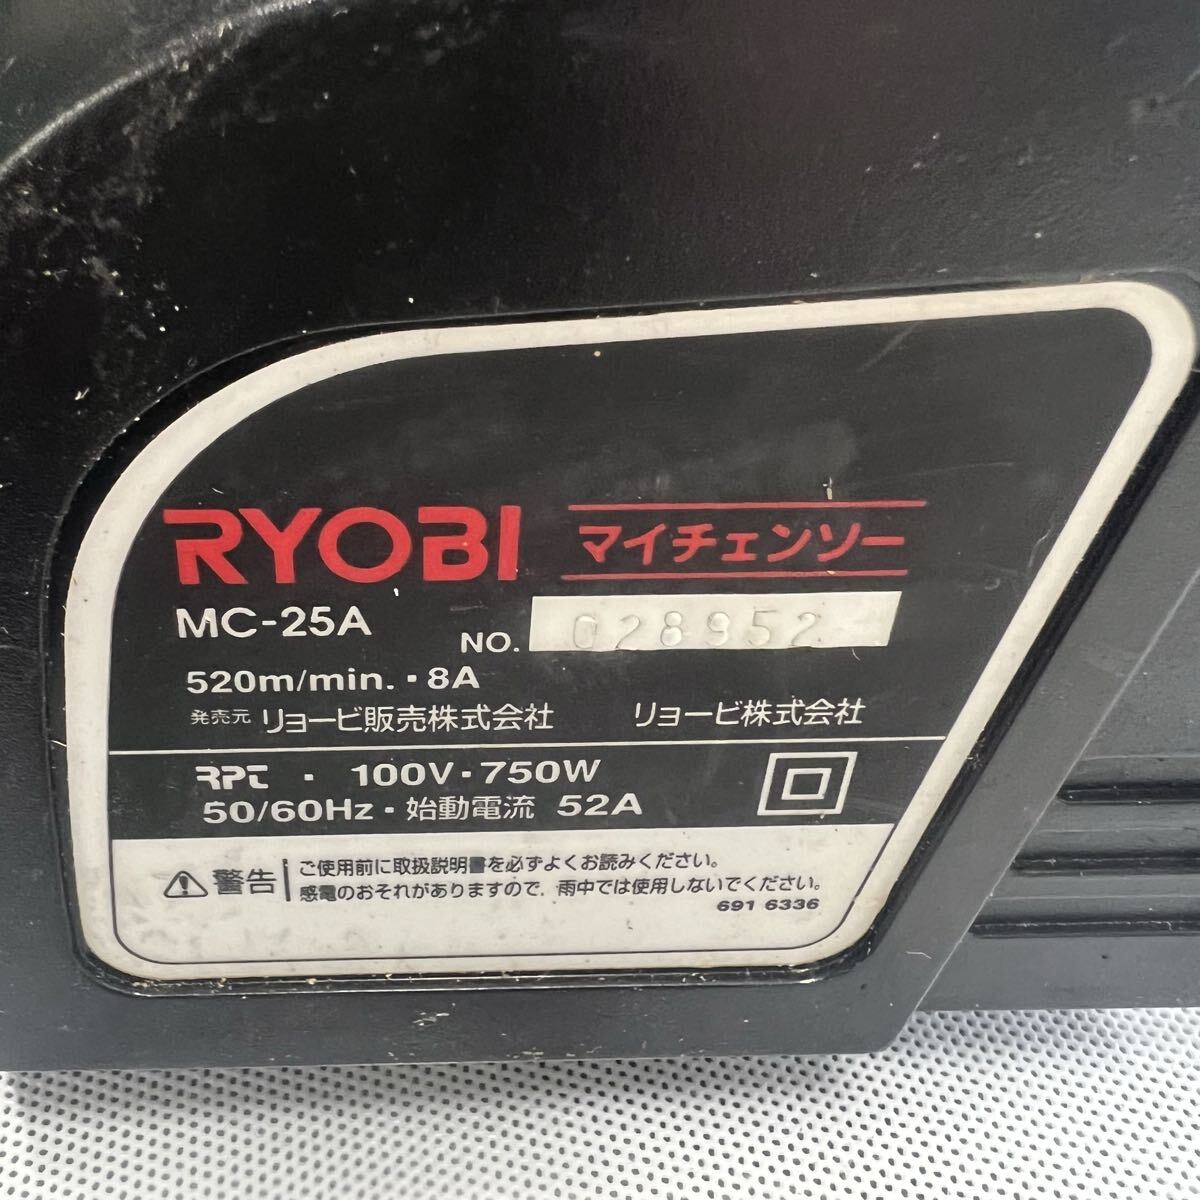 RYOBI マイチェンソー
MC-25A
NO. 028952
520m/min.・8A
発売元 リョービ販売株式会社 リョービ株式会社
RPC ・ 100V・750W
50/60Hz・始動電流 52A
警告
ご使用前に取扱説明書を必ずよくお読みください。
感電のおそれがありますので、雨中では使用しないでください。
691 6336